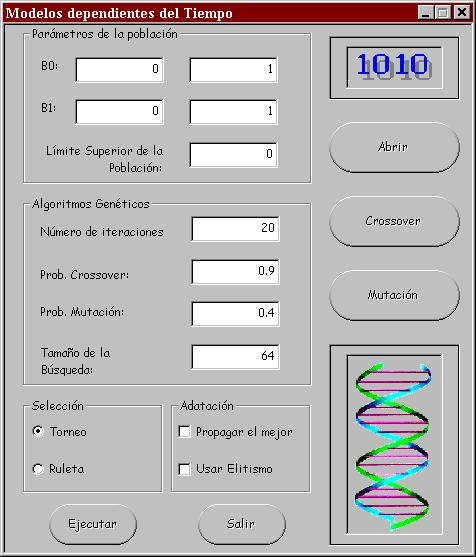 Modelos dependientes del Tiempo
Parámetros de la población
B0: 0 1
B1: 0 1
Límite Superior de la
Población: 0
1010
Abrir
Crossover
Mutación
Algoritmos Genéticos
Número de iteraciones 20
Prob. Crossover: 0.9
Prob. Mutación: 0.4
Tamaño de la
Búsqueda: 64
Selección
Torneo
Ruleta
Adatación
Propagar el mejor
Usar Elitismo
Ejecutar
Salir